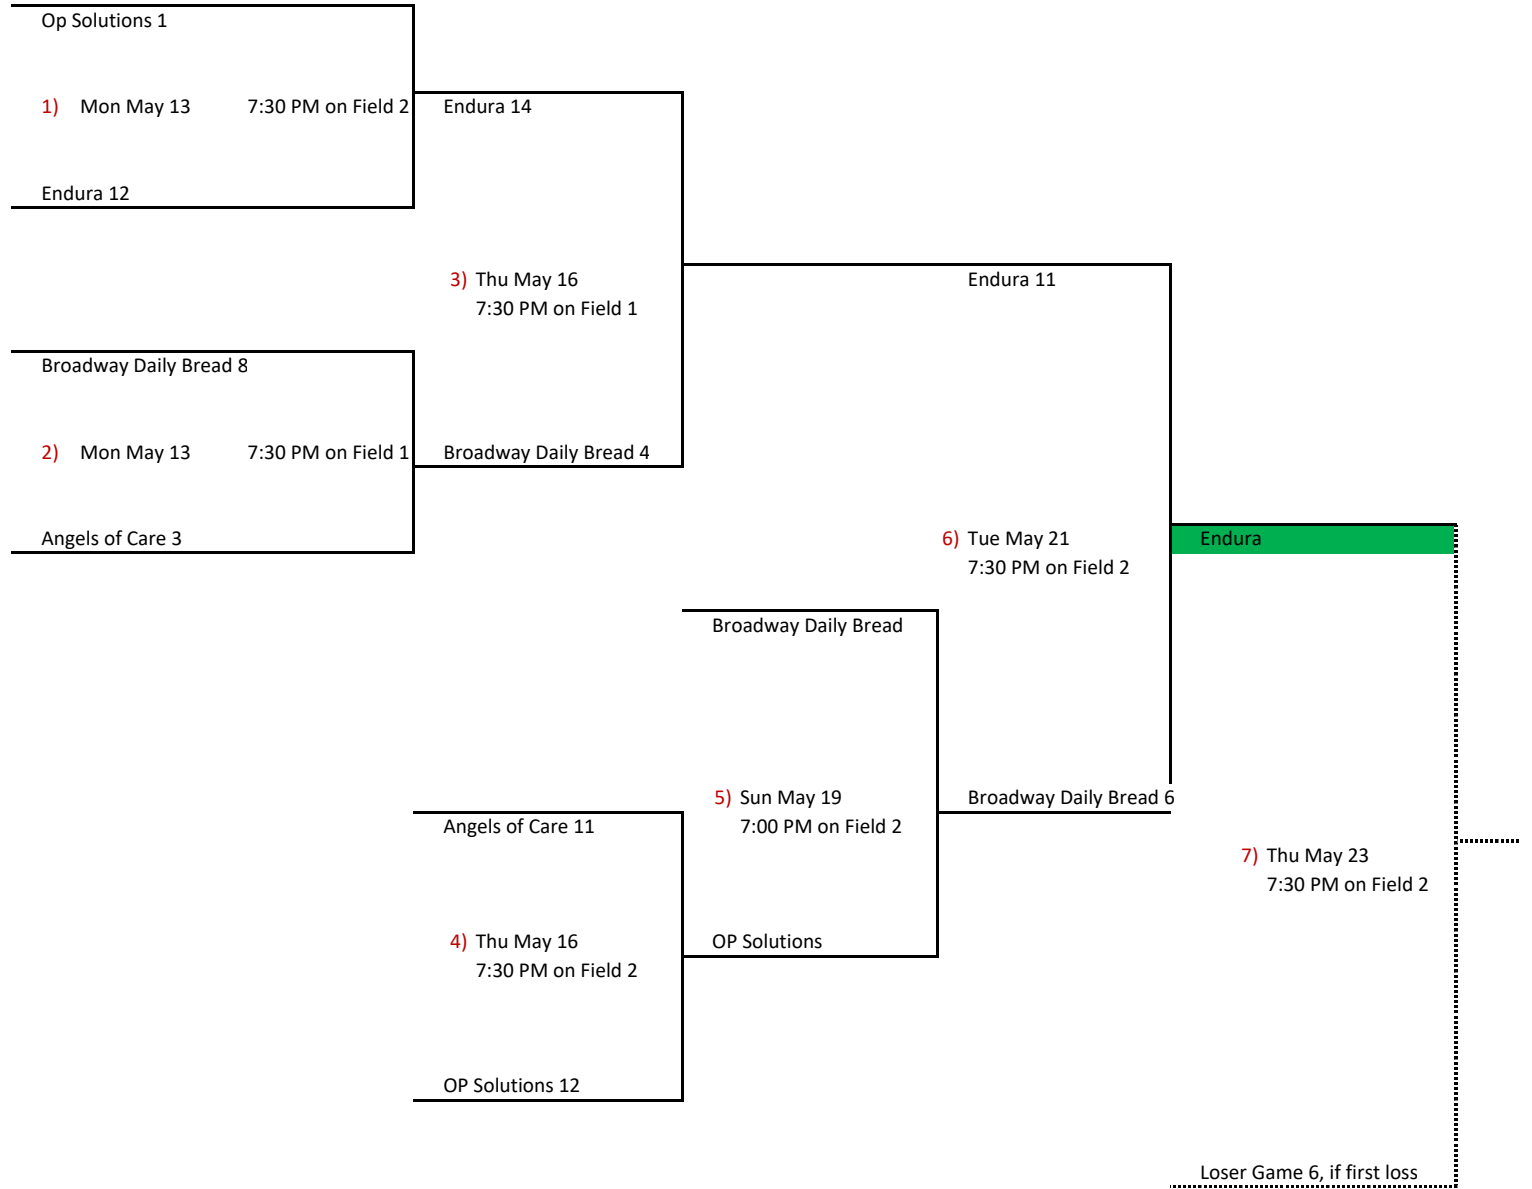 Op Solutions 1
1) Mon May 13 7:30 PM on Field 2
Endura 14
Endura 12
3) Thu May 16
7:30 PM on Field 1
Endura 11
Broadway Daily Bread 8
2) Mon May 13 7:30 PM on Field 1
Broadway Daily Bread 4
Angels of Care 3
6) Tue May 21
7:30 PM on Field 2
Endura
Broadway Daily Bread
5) Sun May 19
7:00 PM on Field 2
Broadway Daily Bread 6
Angels of Care 11
7) Thu May 23
7:30 PM on Field 2
4) Thu May 16
7:30 PM on Field 2
OP Solutions
OP Solutions 12
Loser Game 6, if first loss